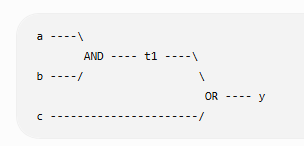 a ----\
       AND ---- t1 ----\
b ----/                 \
                         OR ---- y
c ----------------------/